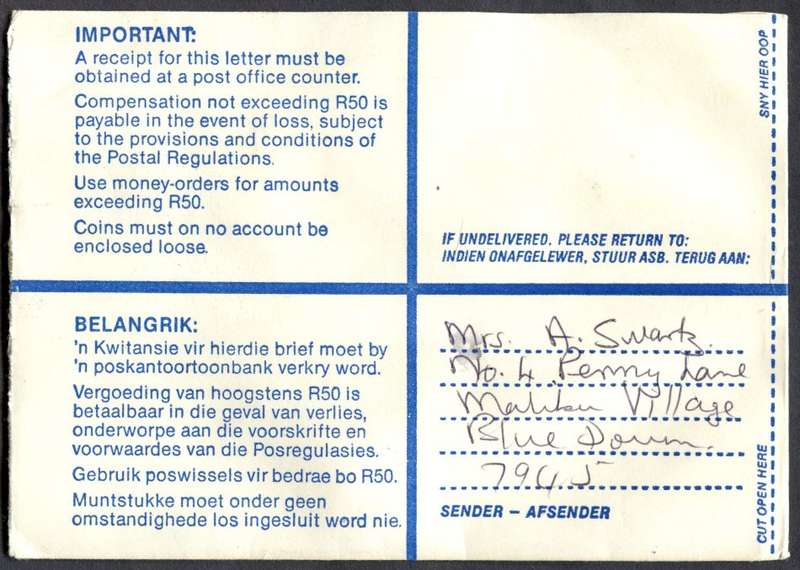 IMPORTANT:
A receipt for this letter must be
obtained at a post office counter.
Compensation not exceeding R50 is
payable in the event of loss, subject
to the provisions and conditions of
the Postal Regulations.
Use money-orders for amounts
exceeding R50.
Coins must on no account be
enclosed loose.
SNY HIER OOP
IF UNDELIVERED. PLEASE RETURN TO:
INDIEN ONAFGELEWER, STUUR ASB. TERUG AAN:
BELANGRIK:
'n Kwitansie vir hierdie brief moet by
'n poskantoortoonbank verkry word.
Vergoeding van hoogstens R50 is
betaalbaar in die geval van verlies,
onderworpe aan die voorskrifte en
voorwaardes van die Posregulasies.
Gebruik poswissels vir bedrae bo R50.
Muntstukke moet onder geen
omstandighede los ingesluit word nie.
Mrs. A. Swartz.
No. 4 Penny Lane
Malibu Village
Blue Downs.
7945
SENDER – AFSENDER
CUT OPEN HERE